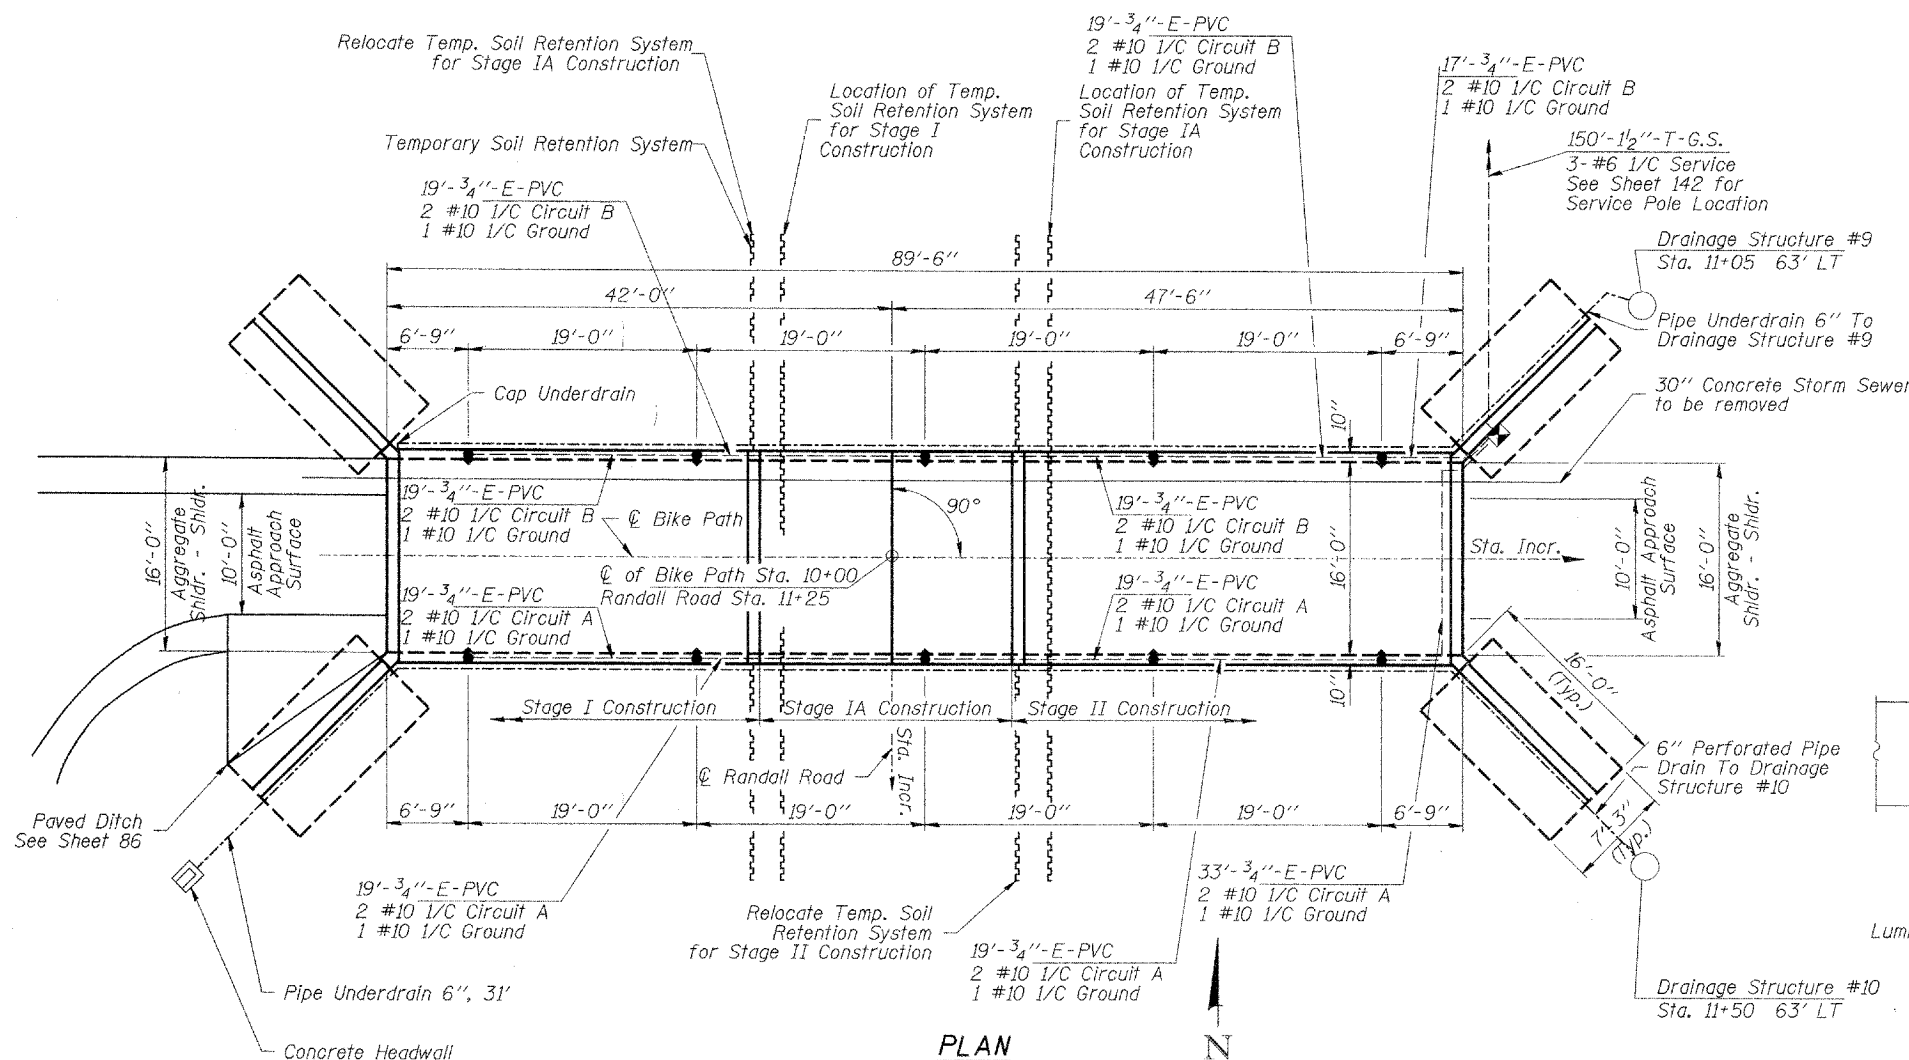 Relocate Temp. Soil Retention System
for Stage IA Construction
Temporary Soil Retention System
19'-3/4''-E-PVC
2 #10 1/C Circuit B
1 #10 1/C Ground
Location of Temp.
Soil Retention System
for Stage I
Construction
19'-3/4''-E-PVC
2 #10 1/C Circuit B
1 #10 1/C Ground
Location of Temp.
Soil Retention System
for Stage IA
Construction
17'-3/4''-E-PVC
2 #10 1/C Circuit B
1 #10 1/C Ground
150'-1½''-T-G.S.
3-#6 1/C Service
See Sheet 142 for
Service Pole Location
Drainage Structure #9
Sta. 11+05 63' LT
Pipe Underdrain 6'' To
Drainage Structure #9
30'' Concrete Storm Sewer
to be removed
89'-6''
42'-0''
47'-6''
6'-9''
19'-0''
19'-0''
19'-0''
19'-0''
6'-9''
Cap Underdrain
10''
16'-0''
Aggregate
Shldr. - Shldr.
10'-0''
Asphalt
Approach
Surface
19'-3/4''-E-PVC
2 #10 1/C Circuit B
1 #10 1/C Ground
℄ Bike Path
90°
19'-3/4''-E-PVC
2 #10 1/C Circuit B
1 #10 1/C Ground
16'-0''
Sta. Incr.
10'-0''
Asphalt Approach
Surface
16'-0''
Aggregate
Shldr. - Shldr.
℄ of Bike Path Sta. 10+00
Randall Road Sta. 11+25
19'-3/4''-E-PVC
2 #10 1/C Circuit A
1 #10 1/C Ground
19'-3/4''-E-PVC
2 #10 1/C Circuit A
1 #10 1/C Ground
10''
Stage I Construction
Stage IA Construction
Stage II Construction
Sta. Incr.
℄ Randall Road
16'-0''
(Typ.)
6'' Perforated Pipe
Drain To Drainage
Structure #10
7'-3''
(Typ.)
6'-9''
19'-0''
19'-0''
19'-0''
19'-0''
6'-9''
Paved Ditch
See Sheet 86
19'-3/4''-E-PVC
2 #10 1/C Circuit A
1 #10 1/C Ground
Relocate Temp. Soil
Retention System
for Stage II Construction
19'-3/4''-E-PVC
2 #10 1/C Circuit A
1 #10 1/C Ground
33'-3/4''-E-PVC
2 #10 1/C Circuit A
1 #10 1/C Ground
Pipe Underdrain 6'', 31'
Concrete Headwall
Drainage Structure #10
Sta. 11+50 63' LT
PLAN
N